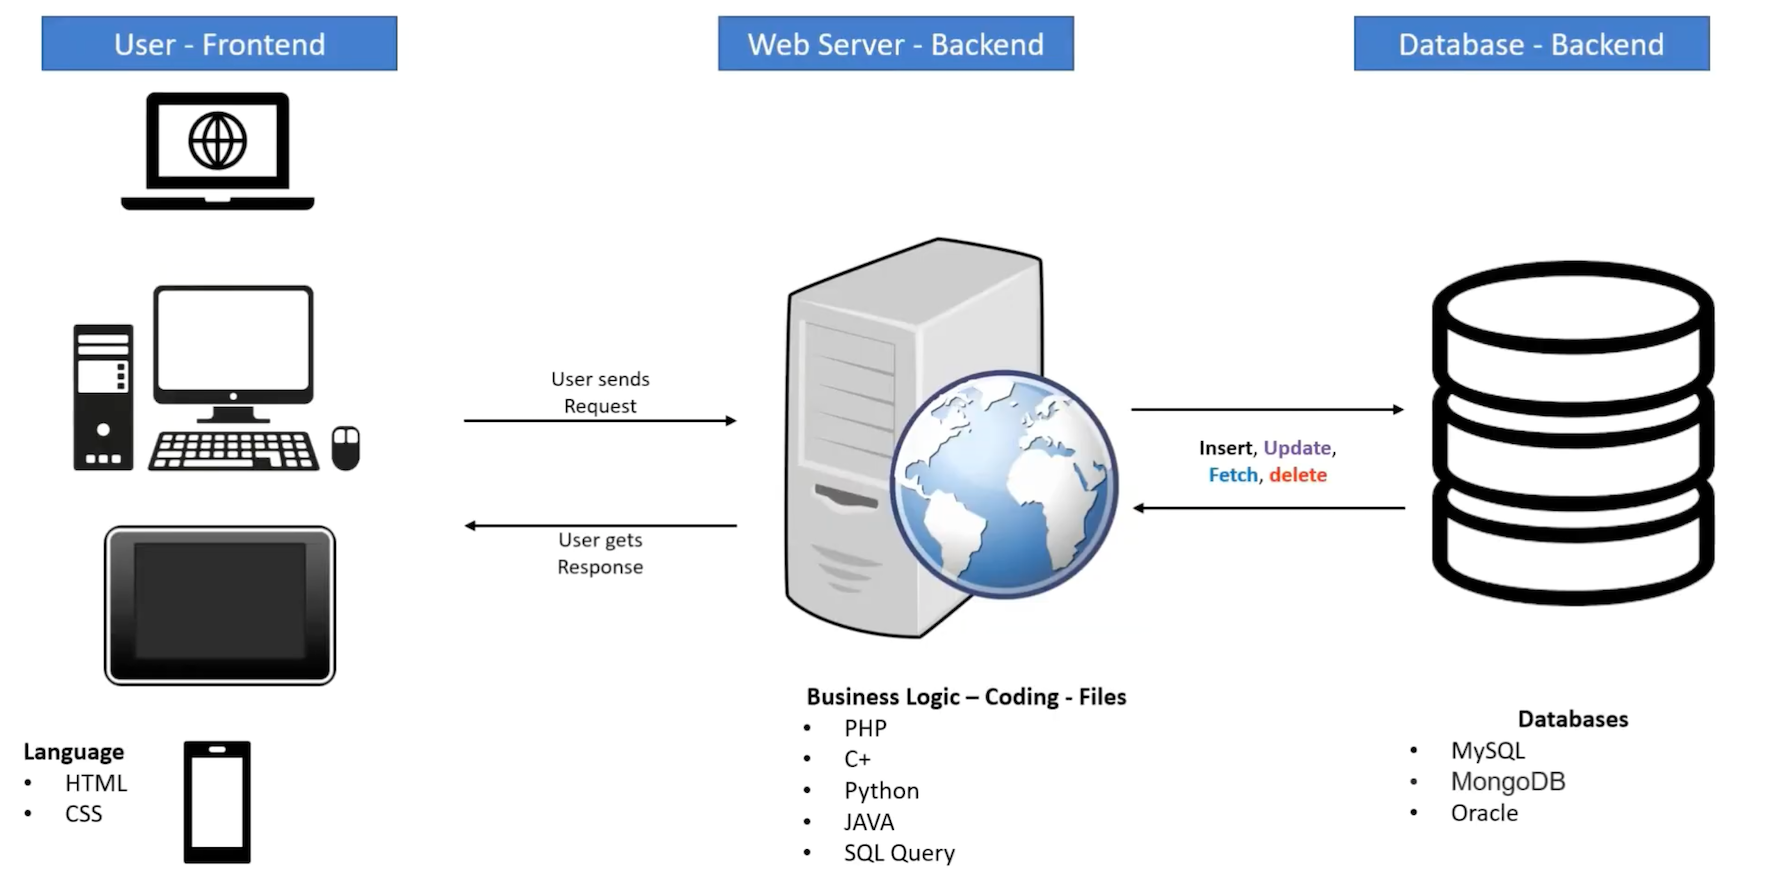 User - Frontend
Web Server - Backend
Database - Backend
User sends
Request
User gets
Response
Insert, Update,
Fetch, delete
Language
• HTML
• CSS
Business Logic – Coding - Files
• PHP
• C+
• Python
• JAVA
• SQL Query
Databases
• MySQL
• MongoDB
• Oracle